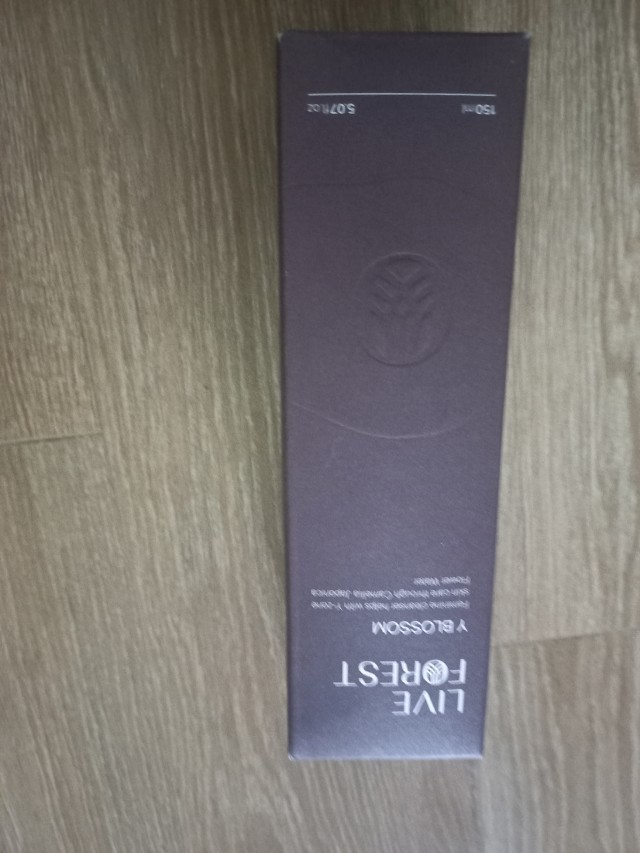 LIVE
FOREST
Y BLOSSOM
Feminine cleanser helps with Y-zone
skin care through Camellia Japonica
Flower Water
150ml 5.07fl.oz